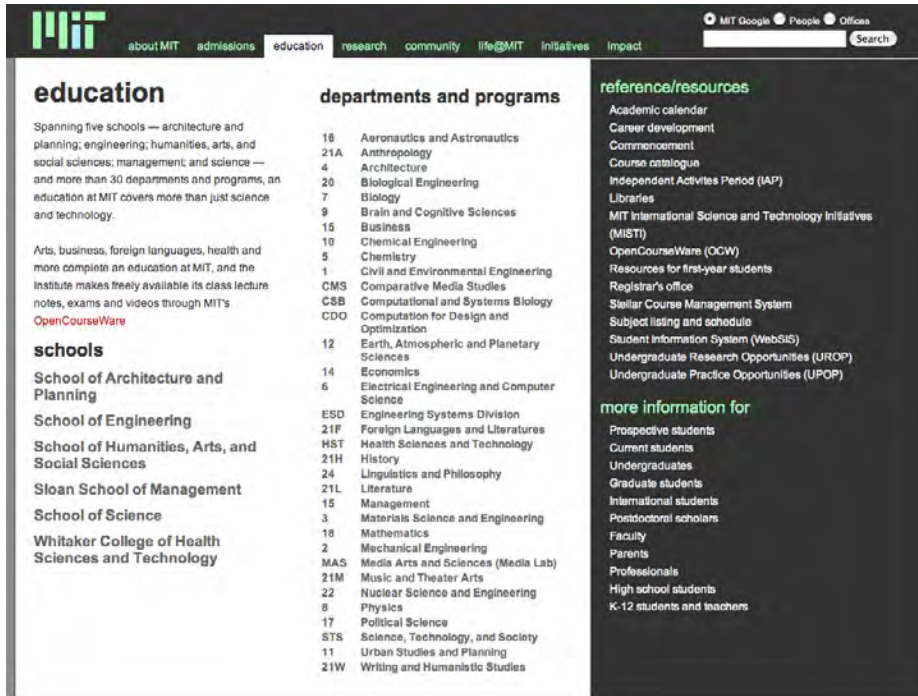 MIT
MIT Google People Offices
Search
about MIT admissions education research community life@MIT initiatives impact
education
Spanning five schools — architecture and
planning; engineering; humanities, arts, and
social sciences; management; and science —
and more than 30 departments and programs, an
education at MIT covers more than just science
and technology.
Arts, business, foreign languages, health and
more complete an education at MIT, and the
Institute makes freely available its class lecture
notes, exams and videos through MIT's
OpenCourseWare
schools
School of Architecture and
Planning
School of Engineering
School of Humanities, Arts, and
Social Sciences
Sloan School of Management
School of Science
Whitaker College of Health
Sciences and Technology
departments and programs
16 Aeronautics and Astronautics
21A Anthropology
4 Architecture
20 Biological Engineering
7 Biology
9 Brain and Cognitive Sciences
15 Business
10 Chemical Engineering
5 Chemistry
1 Civil and Environmental Engineering
CMS Comparative Media Studies
CSB Computational and Systems Biology
CDO Computation for Design and
Optimization
12 Earth, Atmospheric and Planetary
Sciences
14 Economics
6 Electrical Engineering and Computer
Science
ESD Engineering Systems Division
21F Foreign Languages and Literatures
HST Health Sciences and Technology
21H History
24 Linguistics and Philosophy
21L Literature
15 Management
3 Materials Science and Engineering
18 Mathematics
2 Mechanical Engineering
MAS Media Arts and Sciences (Media Lab)
21M Music and Theater Arts
22 Nuclear Science and Engineering
8 Physics
17 Political Science
STS Science, Technology, and Society
11 Urban Studies and Planning
21W Writing and Humanistic Studies
reference/resources
Academic calendar
Career development
Commencement
Course catalogue
Independent Activites Period (IAP)
Libraries
MIT International Science and Technology Initiatives
(MISTI)
OpenCourseWare (OCW)
Resources for first-year students
Registrar's office
Stellar Course Management System
Subject listing and schedule
Student Information System (WebSIS)
Undergraduate Research Opportunities (UROP)
Undergraduate Practice Opportunities (UPOP)
more information for
Prospective students
Current students
Undergraduates
Graduate students
International students
Postdoctoral scholars
Faculty
Parents
Professionals
High school students
K-12 students and teachers